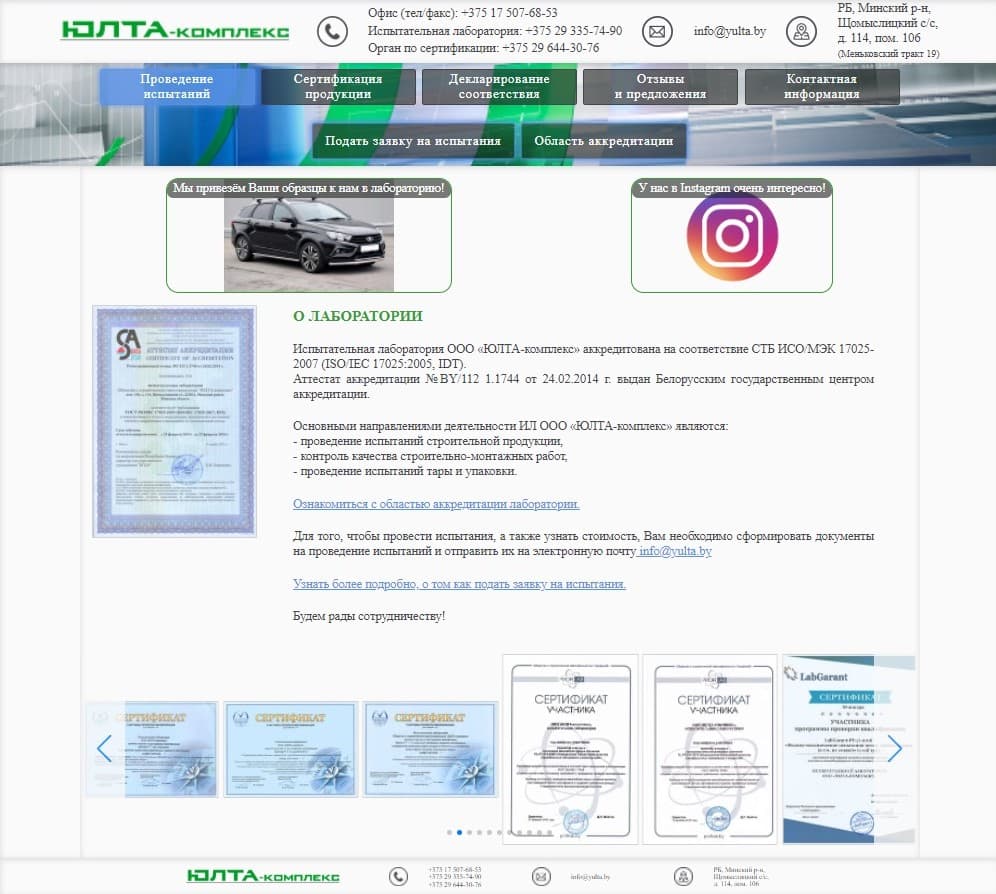 ЮЛТА-КОМПЛЕКС
Офис (тел/факс): +375 17 507-68-53
Испытательная лаборатория: +375 29 335-74-90
Орган по сертификации: +375 29 644-30-76
info@yulta.by
РБ, Минский р-н,
Щомыслицкий с/с,
д. 114, пом. 106
(Меньковский тракт 19)
Проведение
испытаний
Сертификация
продукции
Декларирование
соответствия
Отзывы
и предложения
Контактная
информация
Подать заявку на испытания
Область аккредитации
Мы привезём Ваши образцы к нам в лабораторию!
У нас в Instagram очень интересно!
АТТЕСТАТ АККРЕДИТАЦИИ
CERTIFICATE OF ACCREDITATION
О ЛАБОРАТОРИИ
Испытательная лаборатория ООО «ЮЛТА-комплекс» аккредитована на соответствие СТБ ИСО/МЭК 17025-
2007 (ISO/IEC 17025:2005, IDT).
Аттестат аккредитации №BY/112 1.1744 от 24.02.2014 г. выдан Белорусским государственным центром
аккредитации.
Основными направлениями деятельности ИЛ ООО «ЮЛТА-комплекс» являются:
- проведение испытаний строительной продукции,
- контроль качества строительно-монтажных работ,
- проведение испытаний тары и упаковки.
Ознакомиться с областью аккредитации лаборатории.
Для того, чтобы провести испытания, а также узнать стоимость, Вам необходимо сформировать документы
на проведение испытаний и отправить их на электронную почту info@yulta.by
Узнать более подробно, о том как подать заявку на испытания.
Будем рады сотрудничеству!
СЕРТИФИКАТ
СЕРТИФИКАТ
СЕРТИФИКАТ
СЕРТИФИКАТ
УЧАСТНИКА
СЕРТИФИКАТ
УЧАСТНИКА
LabGarant
СЕРТИФИКАТ
УЧАСТНИКА
ЮЛТА-КОМПЛЕКС
+375 17 507-68-53
+375 29 335-74-90
+375 29 644-30-76
info@yulta.by
РБ, Минский р-н,
Щомыслицкий с/с,
д. 114, пом. 106